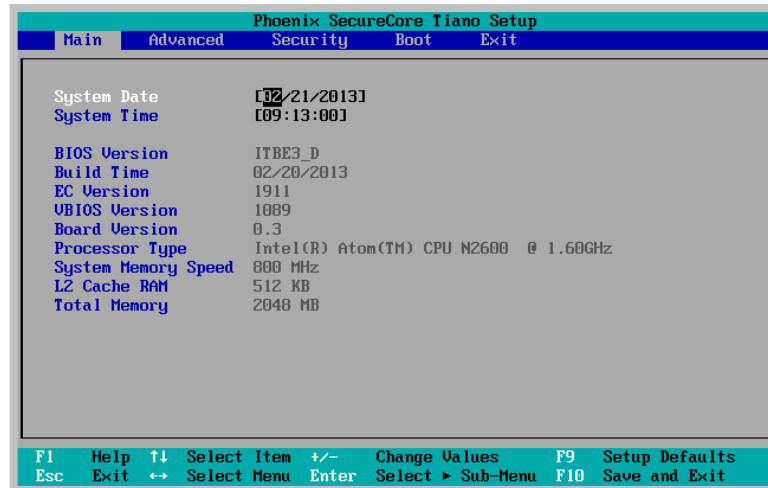 Phoenix SecureCore Tiano Setup
Main Advanced Security Boot Exit
System Date [02/21/2013]
System Time [09:13:00]
BIOS Version ITBE3_D
Build Time 02/20/2013
EC Version 1911
VBIOS Version 1089
Board Version 0.3
Processor Type Intel(R) Atom(TM) CPU N2600 @ 1.60GHz
System Memory Speed 800 MHz
L2 Cache RAM 512 KB
Total Memory 2048 MB
F1 Help ↑↓ Select Item +/- Change Values F9 Setup Defaults
Esc Exit ↔ Select Menu Enter Select ► Sub-Menu F10 Save and Exit